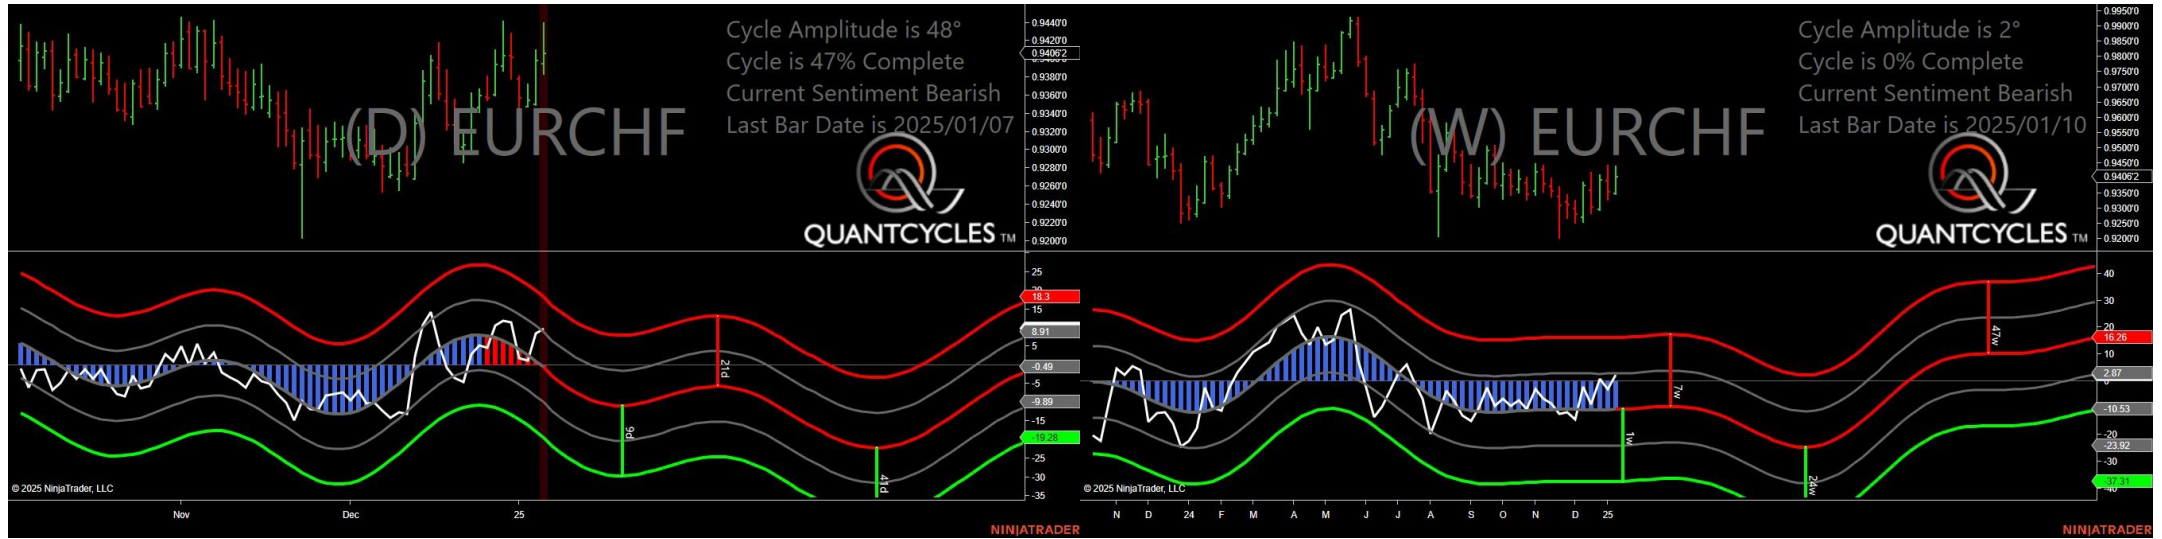 Cycle Amplitude is 48°
Cycle is 47% Complete
Current Sentiment Bearish
Last Bar Date is 2025/01/07
(D) EURCHF
QUANTCYCLES TM
0.9440'0
0.9420'0
0.9406'2
0.9380'0
0.9360'0
0.9340'0
0.9320'0
0.9300'0
0.9280'0
0.9260'0
0.9240'0
0.9220'0
0.9200'0
25
18.3
15
8.91
5
-0.49
-5
-9.89
-15
-19.28
-25
-30
-35
9d
21d
41d
© 2025 NinjaTrader, LLC
Nov
Dec
25
NINJATRADER
Cycle Amplitude is 2°
Cycle is 0% Complete
Current Sentiment Bearish
Last Bar Date is 2025/01/10
(W) EURCHF
QUANTCYCLES TM
0.9950'0
0.9900'0
0.9850'0
0.9800'0
0.9750'0
0.9700'0
0.9650'0
0.9600'0
0.9550'0
0.9500'0
0.9450'0
0.9406'2
0.9350'0
0.9300'0
0.9250'0
0.9200'0
40
30
20
16.26
10
2.87
-10.53
-20
-23.92
-30
-37.31
1w
7w
24w
47w
© 2025 NinjaTrader, LLC
N D 24 F M A M J J A S O N D 25
NINJATRADER